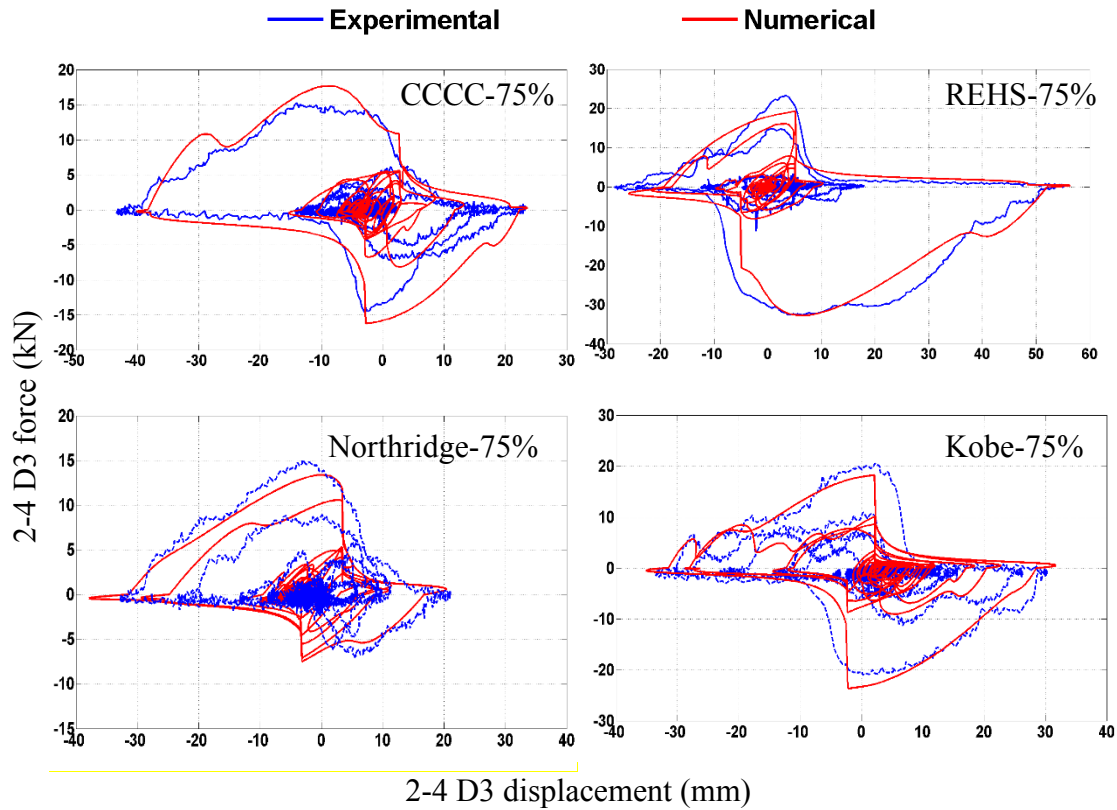 Experimental Numerical
CCCC-75%
20
15
10
5
0
-5
-10
-15
20
-50 -40 -30 -20 -10 0 10 20 30
REHS-75%
30
20
10
0
-10
-20
-30
40
-30 -20 -10 0 10 20 30 40 50 60
Northridge-75%
20
15
10
5
0
-5
-10
-15
-40 -30 -20 -10 0 10 20 30 40
Kobe-75%
30
20
10
0
-10
-20
-30
-40 -30 -20 -10 0 10 20 30 40
2-4 D3 force (kN)
2-4 D3 displacement (mm)